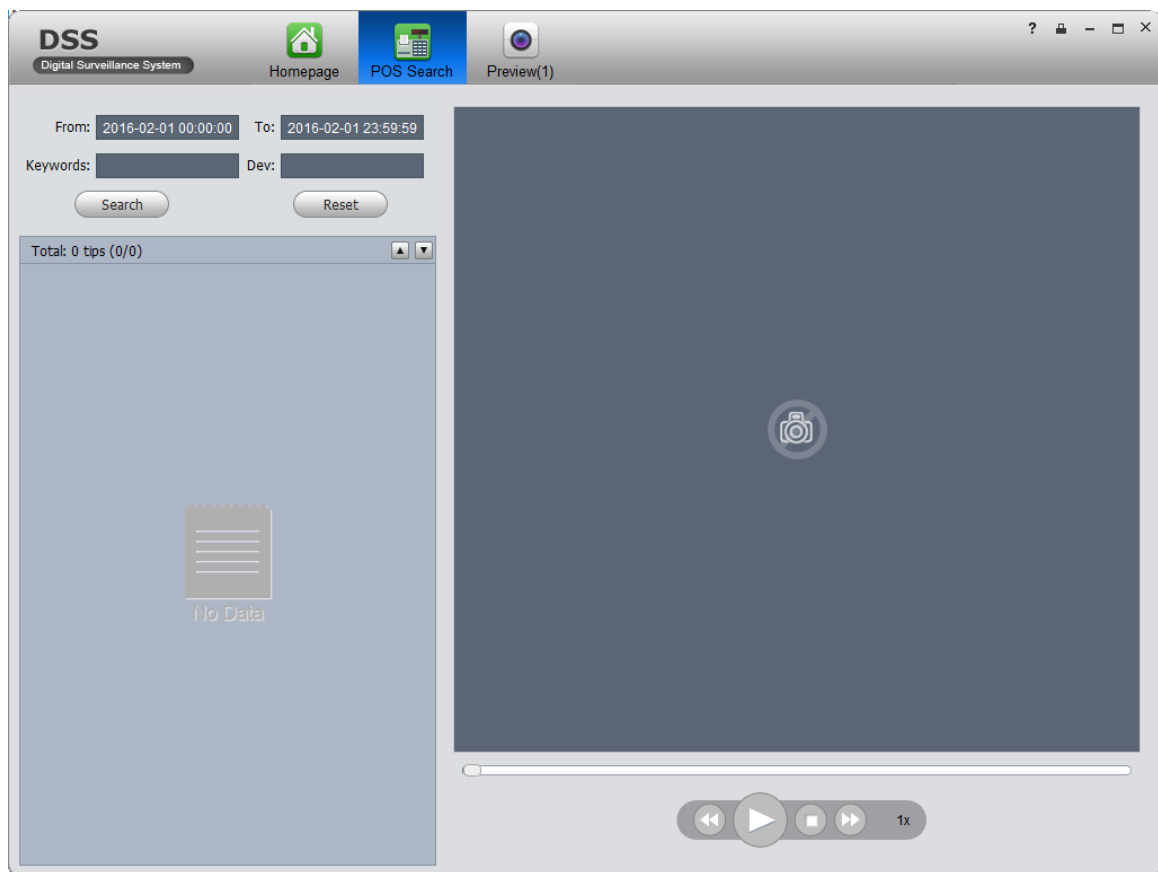 DSS
Digital Surveillance System
Homepage
POS Search
Preview(1)
?
From: 2016-02-01 00:00:00 To: 2016-02-01 23:59:59
Keywords: Dev:
Search Reset
Total: 0 tips (0/0)
No Data
1x